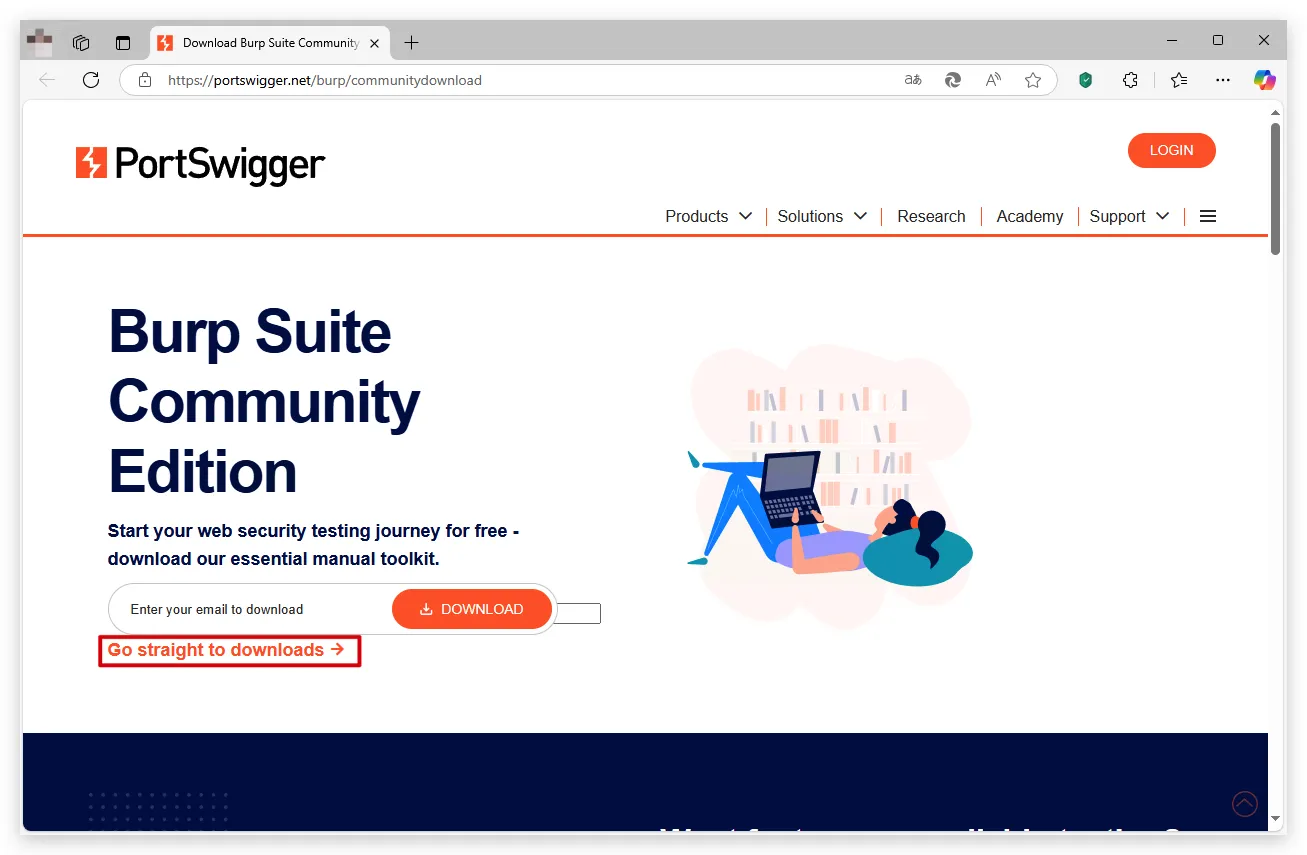 Download Burp Suite Community
https://portswigger.net/burp/communitydownload
PortSwigger
LOGIN
Products
Solutions
Research
Academy
Support
Burp Suite
Community
Edition
Start your web security testing journey for free -
download our essential manual toolkit.
Enter your email to download
DOWNLOAD
Go straight to downloads →